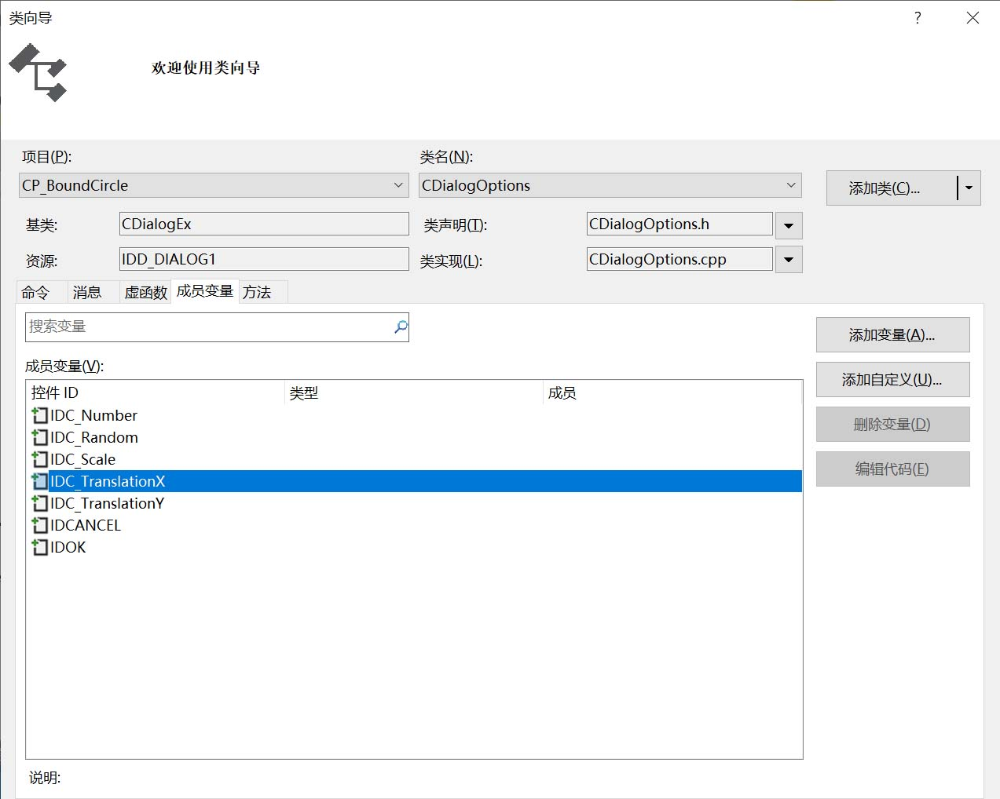 类向导
?
欢迎使用类向导
项目(P):
类名(N):
CP_BoundCircle
CDialogOptions
添加类(C)...
基类:
CDialogEx
类声明(T):
CDialogOptions.h
资源:
IDD_DIALOG1
类实现(L):
CDialogOptions.cpp
命令 消息 虚函数 成员变量 方法
搜索变量
添加变量(A)...
成员变量(V):
添加自定义(U)...
控件 ID 类型 成员
IDC_Number
删除变量(D)
IDC_Random
IDC_Scale
编辑代码(E)
IDC_TranslationX
IDC_TranslationY
IDCANCEL
IDOK
说明: